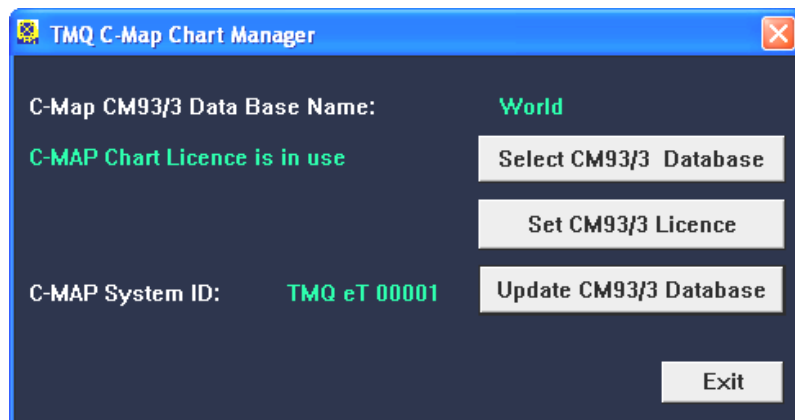 TMQ C-Map Chart Manager
C-Map CM93/3 Data Base Name: World
C-MAP Chart Licence is in use
Select CM93/3 Database
Set CM93/3 Licence
C-MAP System ID: TMQ eT 00001
Update CM93/3 Database
Exit